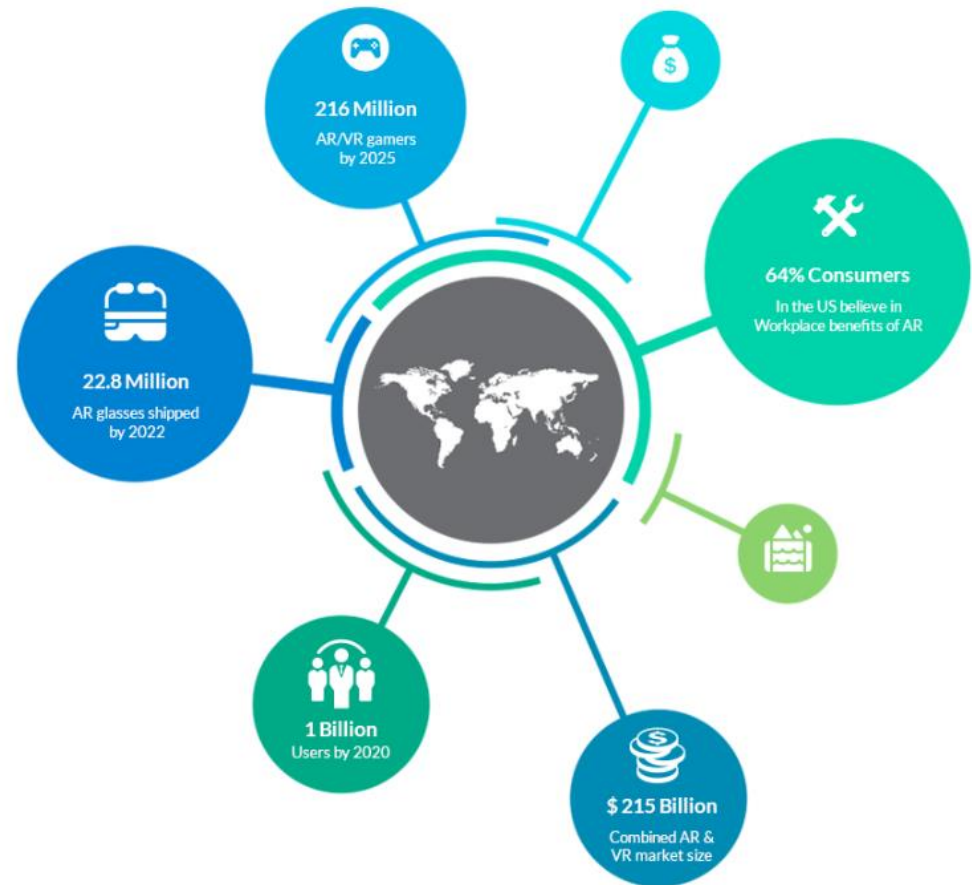 216 Million
AR/VR gamers
by 2025
$
64% Consumers
In the US believe in
Workplace benefits of AR
22.8 Million
AR glasses shipped
by 2022
1 Billion
Users by 2020
$
$ 215 Billion
Combined AR &
VR market size